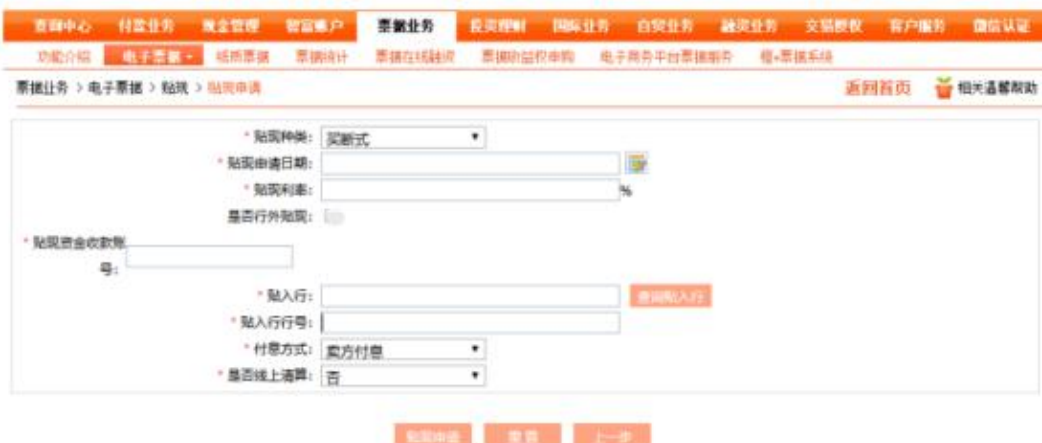 查询中心 付款业务 现金管理 智富账户 票据业务 投资理财 国际业务 自贸业务 融资业务 交易授权 客户服务 微信认证
功能介绍 电子票据 纸质票据 票据统计 票据在线融资 票据收益权申购 电子商务平台票据服务 橙e票据系统
票据业务 > 电子票据 > 贴现 > 贴现申请 返回首页 相关温馨帮助
* 贴现种类: 买断式
* 贴现申请日期:
* 贴现利率: %
是否行外贴现:
* 贴现资金收款账
号:
* 贴入行: 查询贴入行
* 贴入行行号:
* 付息方式: 卖方付息
* 是否线上清算: 否
贴现申请 重置 上一步